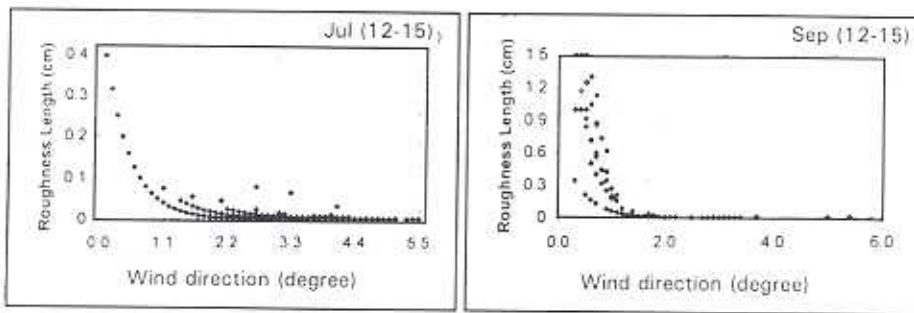 Jul (12-15)
Roughness Length (cm)
0.4
0.3
0.2
0.1
0
0.0 1.1 2.2 3.3 4.4 5.5
Wind direction (degree)
Sep (12-15)
Roughness Length (cm)
1.5
1.2
0.9
0.6
0.3
0
0.0 2.0 4.0 6.0
Wind direction (degree)